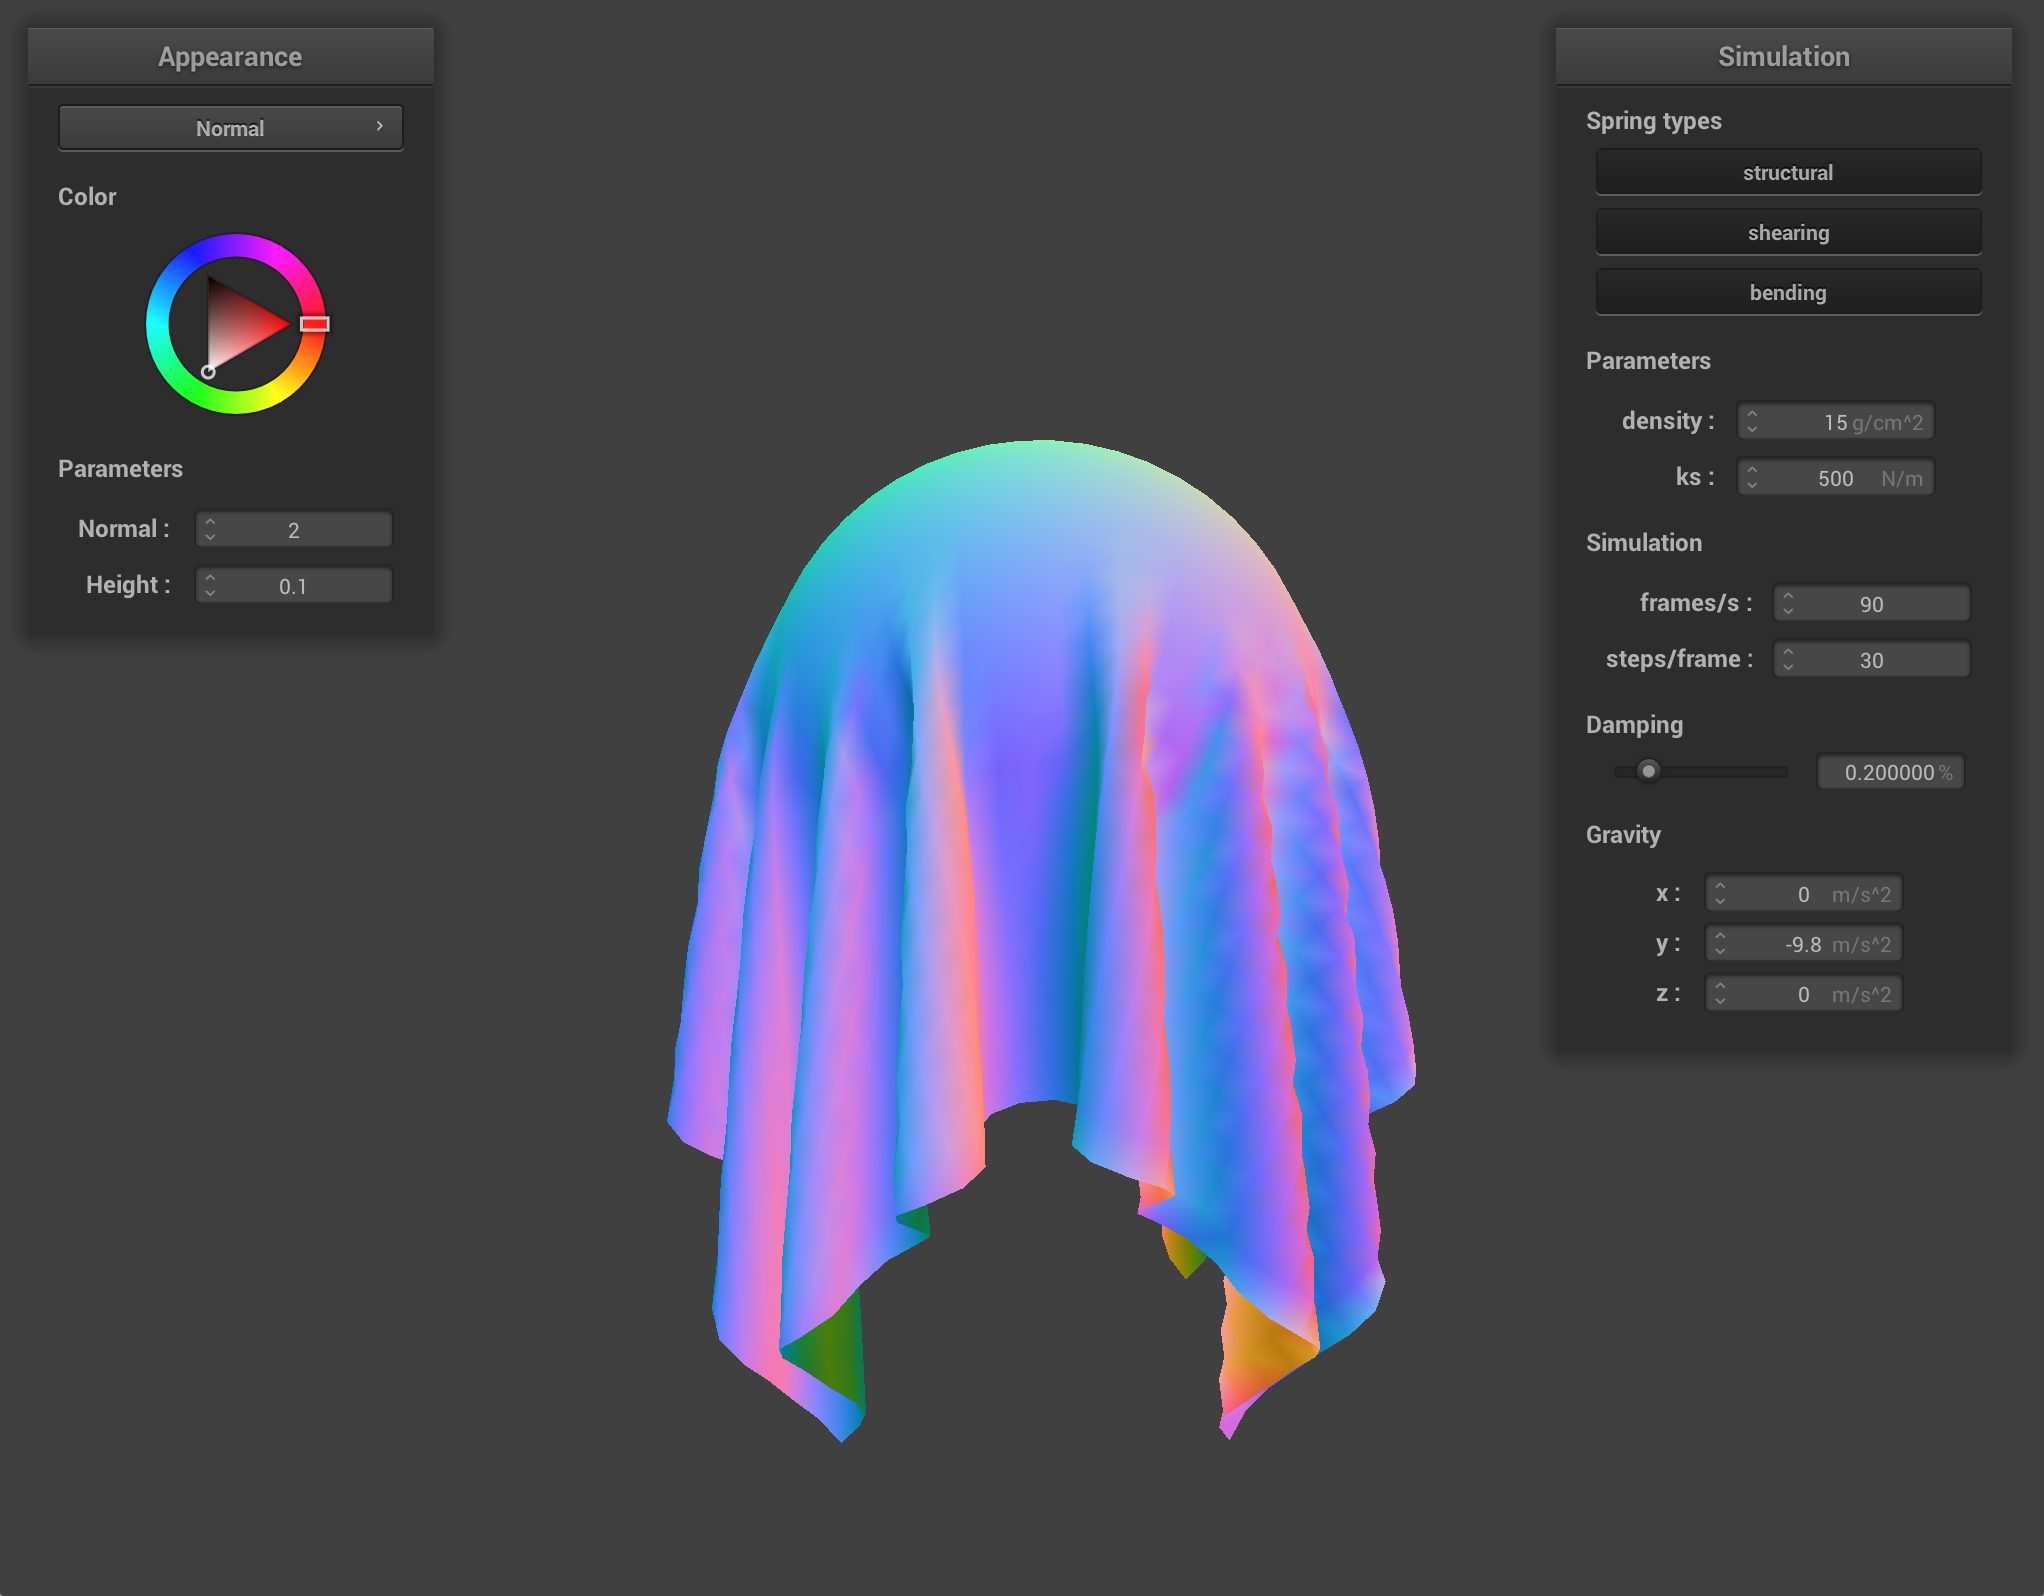 Appearance
Normal
Color
Parameters
Normal : 2
Height : 0.1
Simulation
Spring types
structural
shearing
bending
Parameters
density : 15 g/cm^2
ks : 500 N/m
Simulation
frames/s : 90
steps/frame : 30
Damping
0.200000 %
Gravity
x : 0 m/s^2
y : -9.8 m/s^2
z : 0 m/s^2